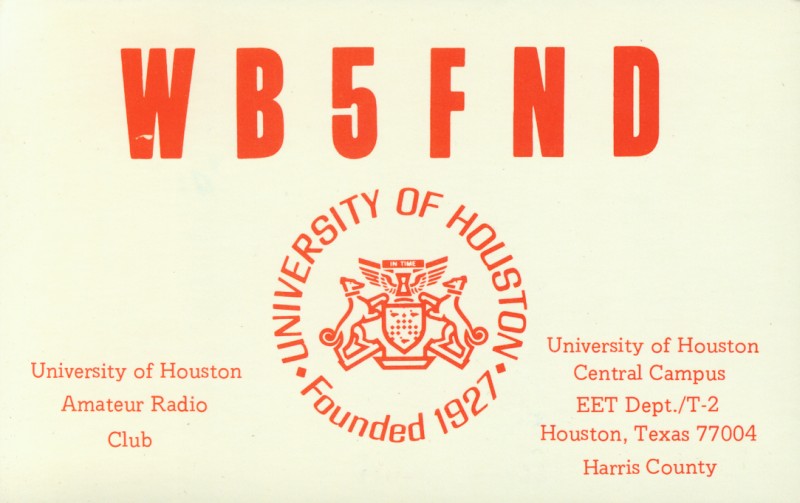 WB5FND
UNIVERSITY OF HOUSTON
IN TIME
• Founded 1927 •
University of Houston
Amateur Radio
Club
University of Houston
Central Campus
EET Dept./T-2
Houston, Texas 77004
Harris County